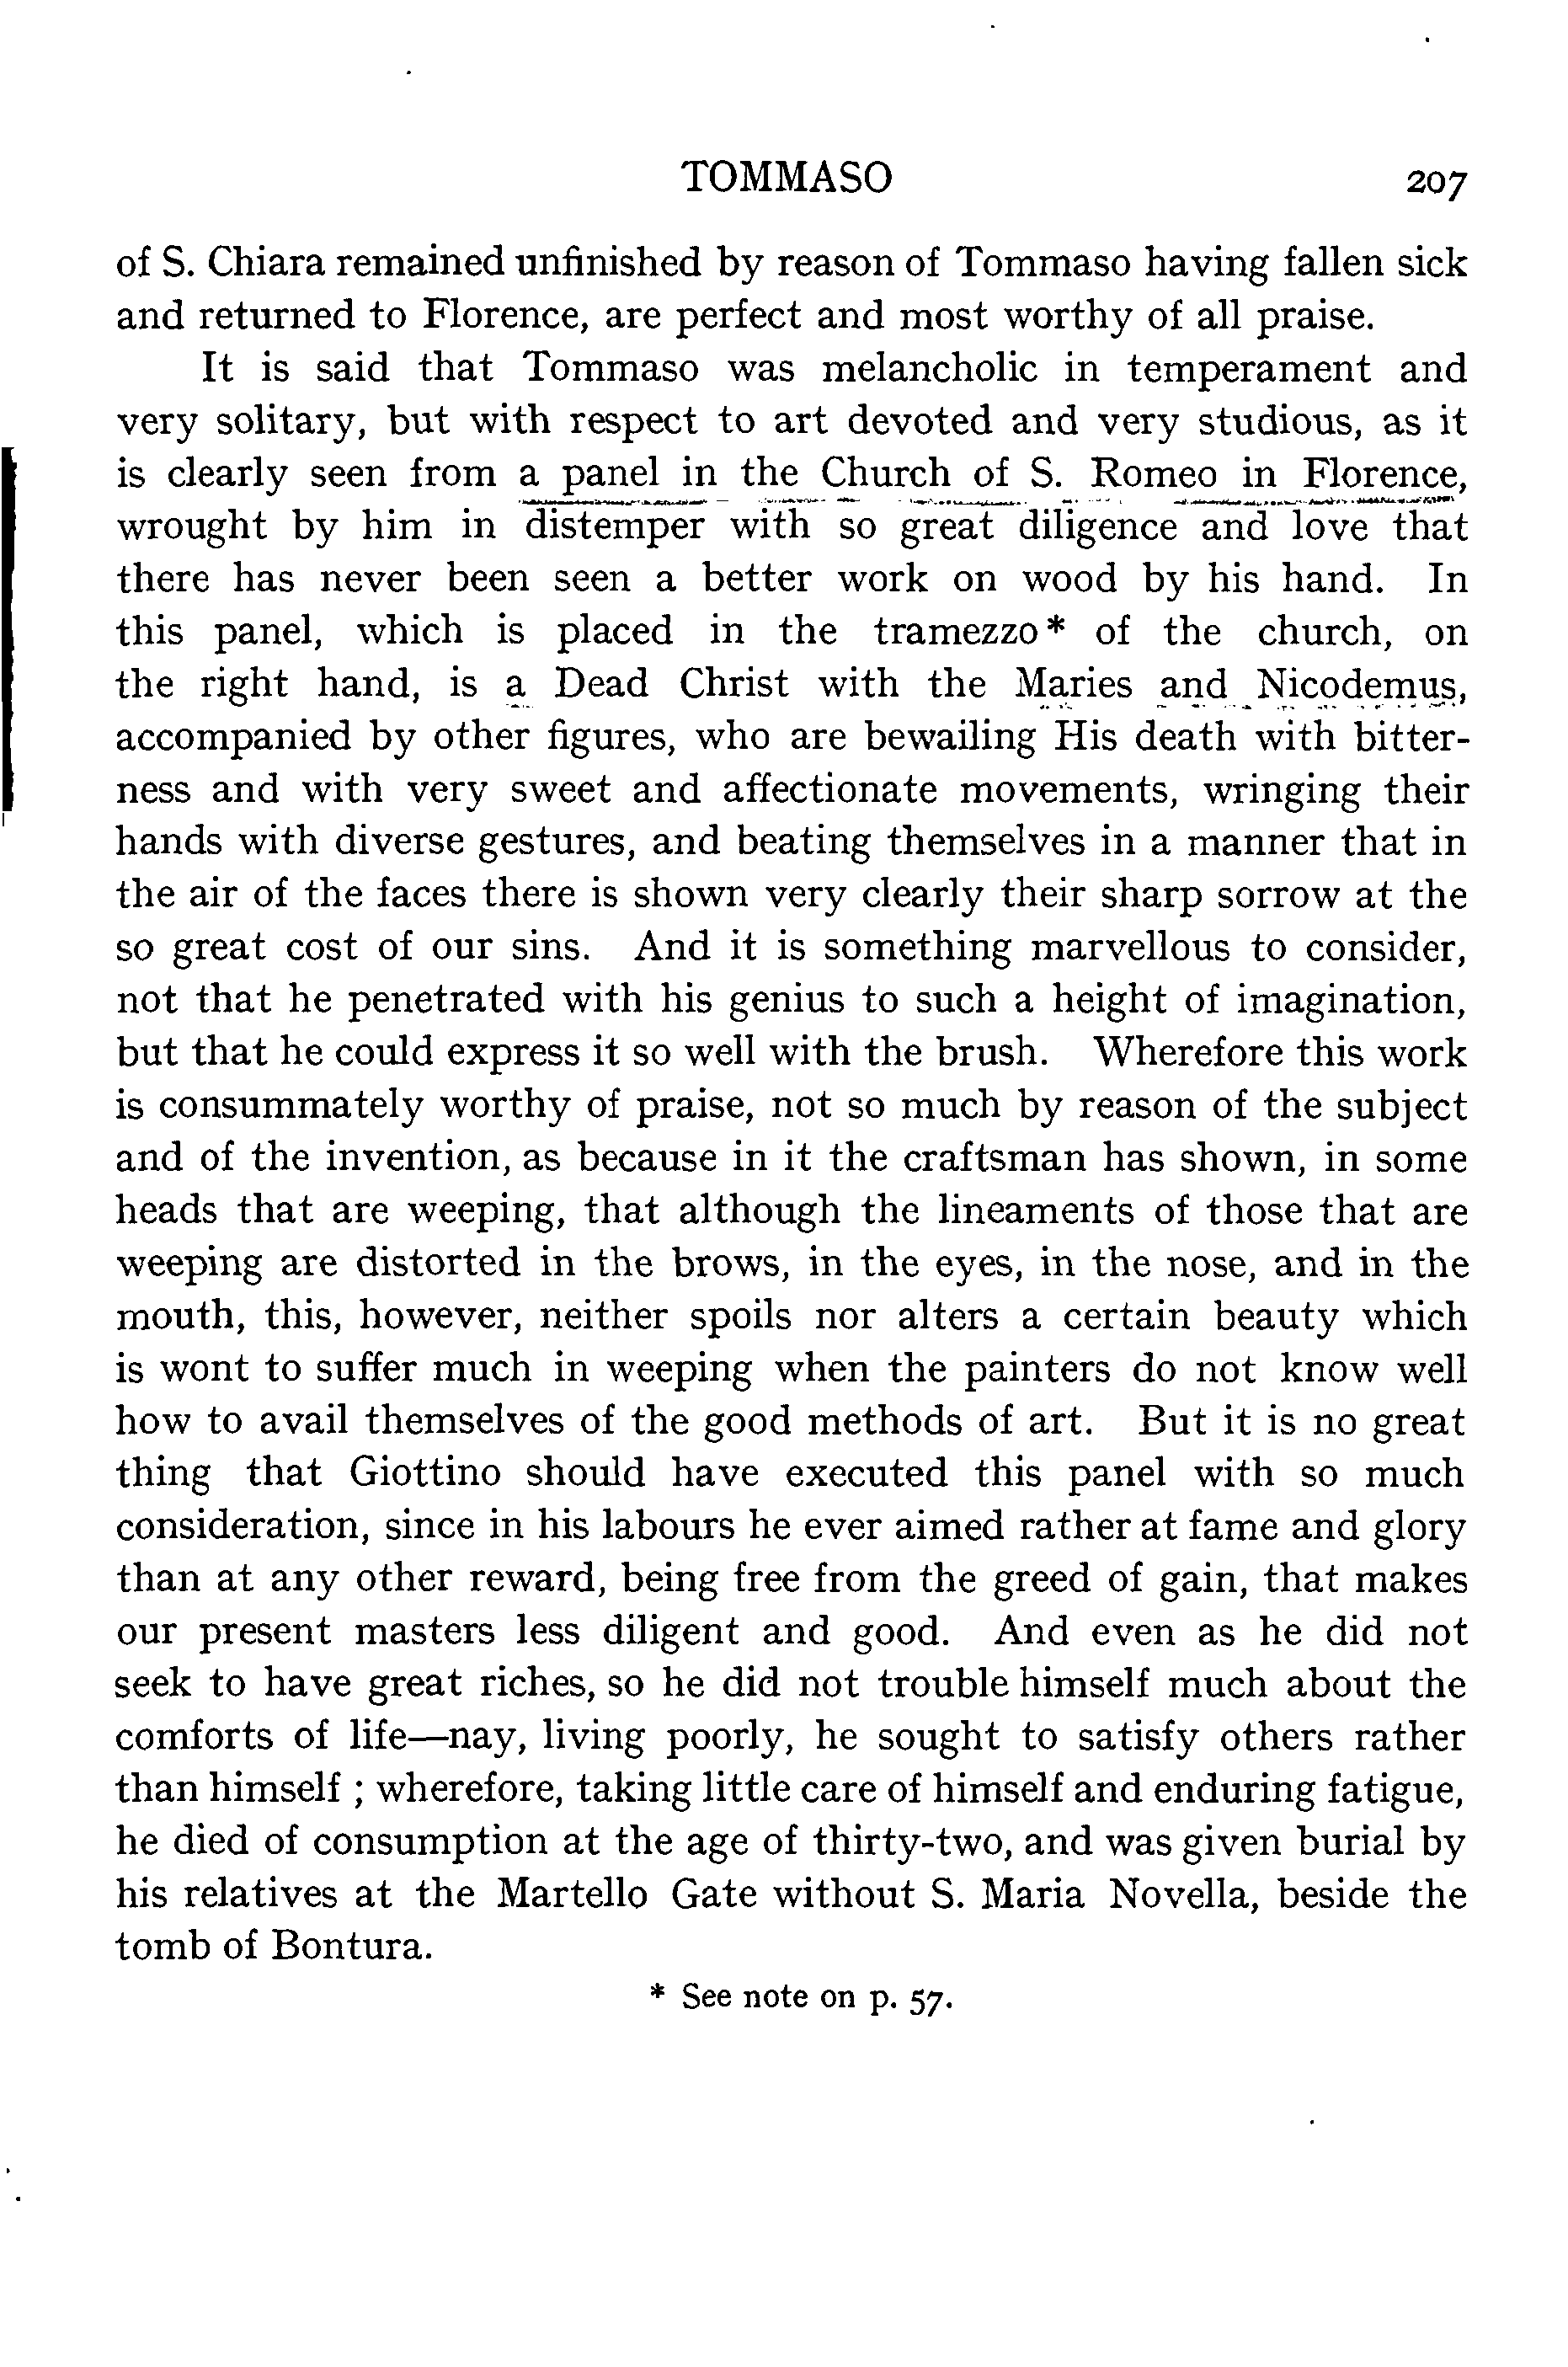 TOMMASO 207
of S. Chiara remained unfinished by reason of Tommaso having fallen sick
and returned to Florence, are perfect and most worthy of all praise.
It is said that Tommaso was melancholic in temperament and
very solitary, but with respect to art devoted and very studious, as it
is clearly seen from a panel in the Church of S. Romeo in Florence,
wrought by him in distemper with so great diligence and love that
there has never been seen a better work on wood by his hand. In
this panel, which is placed in the tramezzo* of the church, on
the right hand, is a Dead Christ with the Maries and Nicodemus,
accompanied by other figures, who are bewailing His death with bitter-
ness and with very sweet and affectionate movements, wringing their
hands with diverse gestures, and beating themselves in a manner that in
the air of the faces there is shown very clearly their sharp sorrow at the
so great cost of our sins. And it is something marvellous to consider,
not that he penetrated with his genius to such a height of imagination,
but that he could express it so well with the brush. Wherefore this work
is consummately worthy of praise, not so much by reason of the subject
and of the invention, as because in it the craftsman has shown, in some
heads that are weeping, that although the lineaments of those that are
weeping are distorted in the brows, in the eyes, in the nose, and in the
mouth, this, however, neither spoils nor alters a certain beauty which
is wont to suffer much in weeping when the painters do not know well
how to avail themselves of the good methods of art. But it is no great
thing that Giottino should have executed this panel with so much
consideration, since in his labours he ever aimed rather at fame and glory
than at any other reward, being free from the greed of gain, that makes
our present masters less diligent and good. And even as he did not
seek to have great riches, so he did not trouble himself much about the
comforts of life—nay, living poorly, he sought to satisfy others rather
than himself ; wherefore, taking little care of himself and enduring fatigue,
he died of consumption at the age of thirty-two, and was given burial by
his relatives at the Martello Gate without S. Maria Novella, beside the
tomb of Bontura.
* See note on p. 57.